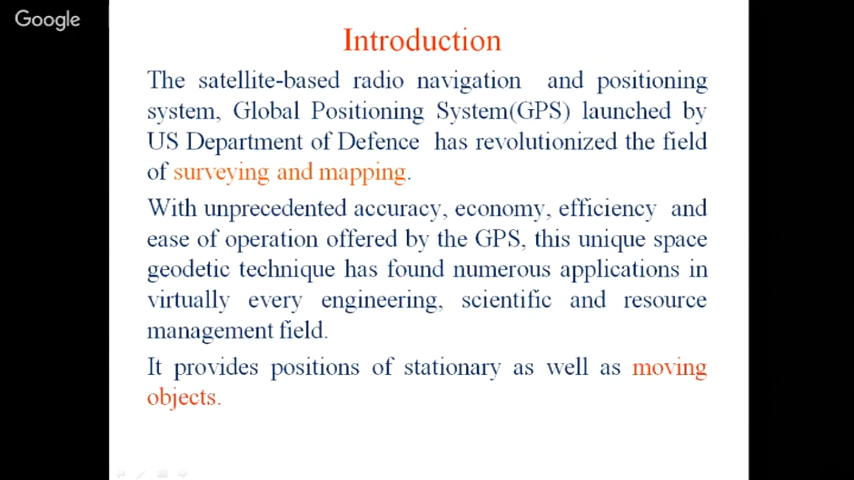 Google
Introduction
The satellite-based radio navigation and positioning
system, Global Positioning System(GPS) launched by
US Department of Defence has revolutionized the field
of surveying and mapping.
With unprecedented accuracy, economy, efficiency and
ease of operation offered by the GPS, this unique space
geodetic technique has found numerous applications in
virtually every engineering, scientific and resource
management field.
It provides positions of stationary as well as moving
objects.